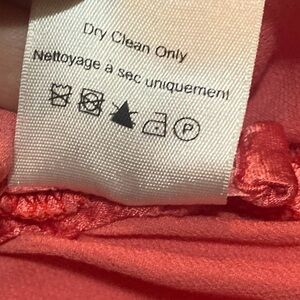 Dry Clean Only
Nettoyage à sec uniquement
P